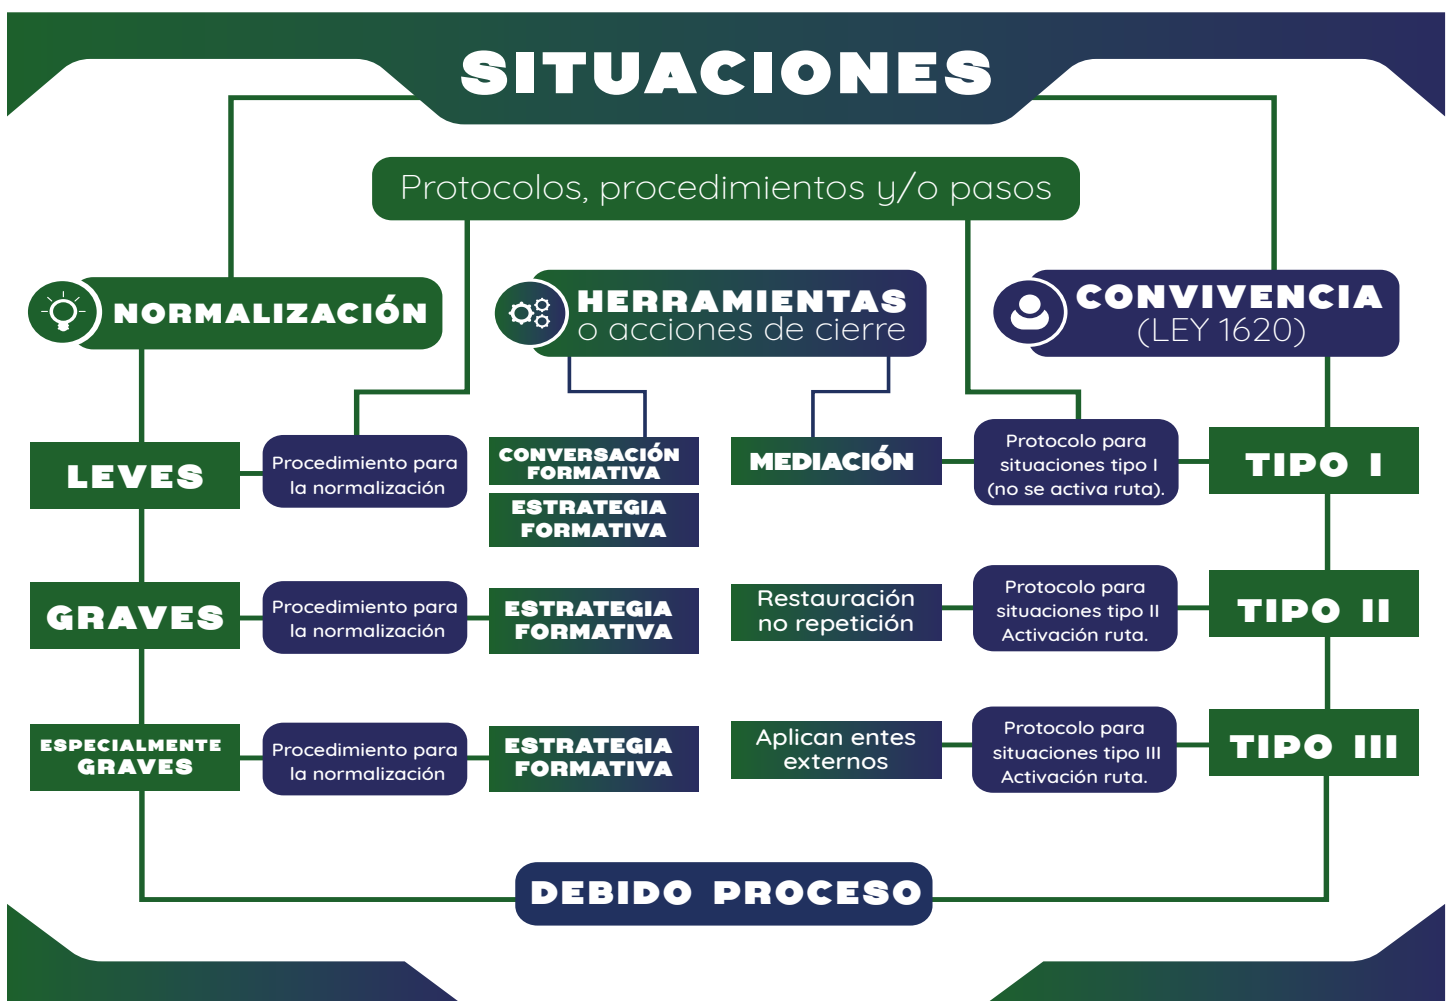 SITUACIONES
Protocolos, procedimientos y/o pasos
NORMALIZACIÓN
HERRAMIENTAS
o acciones de cierre
CONVIVENCIA
(LEY 1620)
LEVES
Procedimiento para
la normalización
CONVERSACIÓN
FORMATIVA
ESTRATEGIA
FORMATIVA
MEDIACIÓN
Protocolo para
situaciones tipo I
(no se activa ruta).
TIPO I
GRAVES
Procedimiento para
la normalización
ESTRATEGIA
FORMATIVA
Restauración
no repetición
Protocolo para
situaciones tipo II
Activación ruta.
TIPO II
ESPECIALMENTE
GRAVES
Procedimiento para
la normalización
ESTRATEGIA
FORMATIVA
Aplican entes
externos
Protocolo para
situaciones tipo III
Activación ruta.
TIPO III
DEBIDO PROCESO